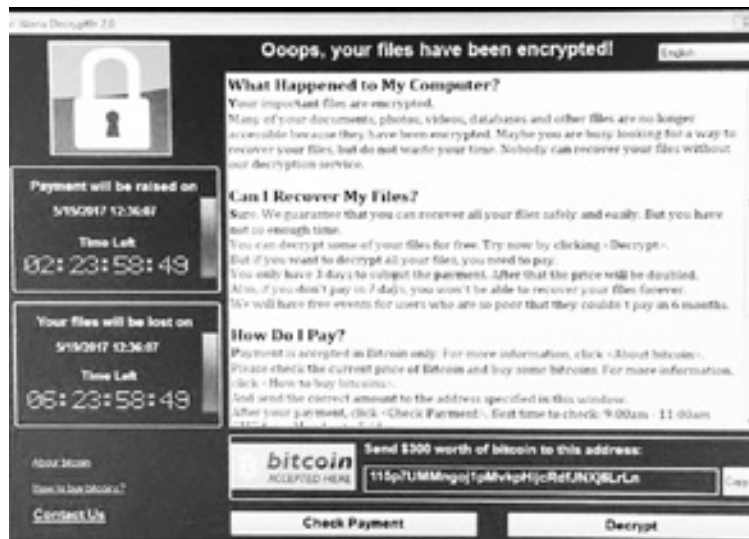 Wana Decrypt0r 2.0
Ooops, your files have been encrypted!
English
Payment will be raised on
5/15/2017 12:36:07
Time Left
02:23:58:49
Your files will be lost on
12:36:07
Time Left
06:23:58:49
About bitcoin
How to buy bitcoins?
Contact Us
What Happened to My Computer?
Your important files are encrypted.
Many of your documents, photos, videos, databases and other files are no longer
accessible because they have been encrypted. Maybe you are busy looking for a way to
recover your files, but do not waste your time. Nobody can recover your files without
our decryption service.
Can I Recover My Files?
Sure. We guarantee that you can recover all your files safely and easily. But you have
not so enough time.
You can decrypt some of your files for free. Try now by clicking <Decrypt>.
But if you want to decrypt all your files, you need to pay.
You only have 3 days to submit the payment. After that the price will be doubled.
Also, if you don't pay in 7 days, you won't be able to recover your files forever.
We will have free events for users who are so poor that they couldn't pay in 6 months.
How Do I Pay?
Payment is accepted in Bitcoin only. For more information, click <About bitcoin>.
Please check the current price of Bitcoin and buy some bitcoins. For more information,
click <How to buy bitcoins>.
And send the correct amount to the address specified in this window.
After your payment, click <Check Payment>. Best time to check: 9:00am - 11:00am
bitcoin
ACCEPTED HERE
Send $300 worth of bitcoin to this address:
Copy
Check Payment
Decrypt